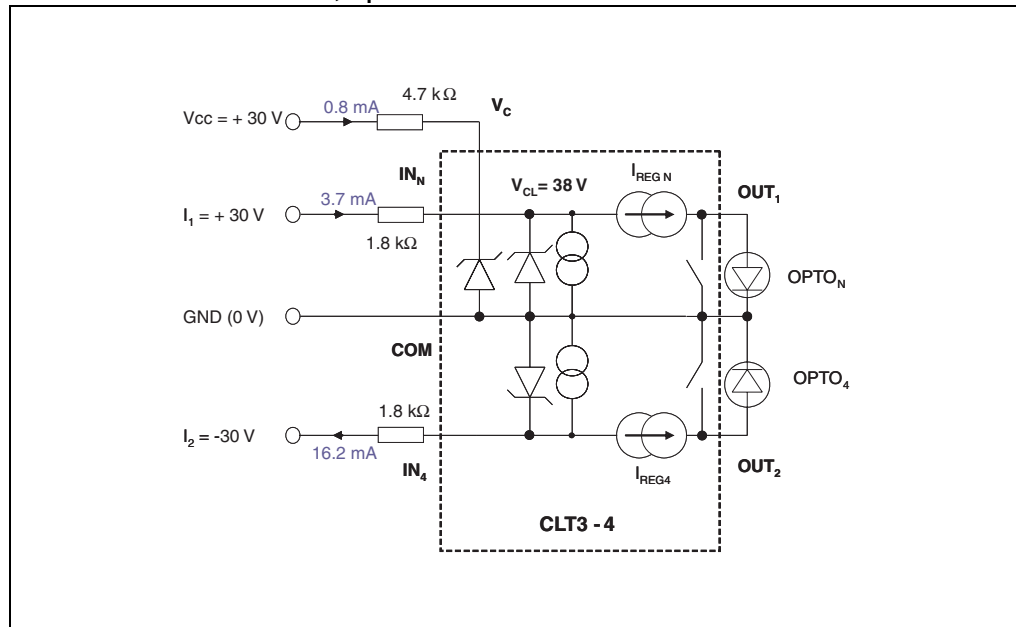 4.7 kΩ
0.8 mA
V_C
Vcc = + 30 V
IN_N
V_CL = 38 V
I_REG N
OUT_1
3.7 mA
I_1 = + 30 V
1.8 kΩ
OPTO_N
GND (0 V)
COM
OPTO_4
1.8 kΩ
I_2 = -30 V
16.2 mA
IN_4
I_REG4
OUT_2
CLT3 - 4